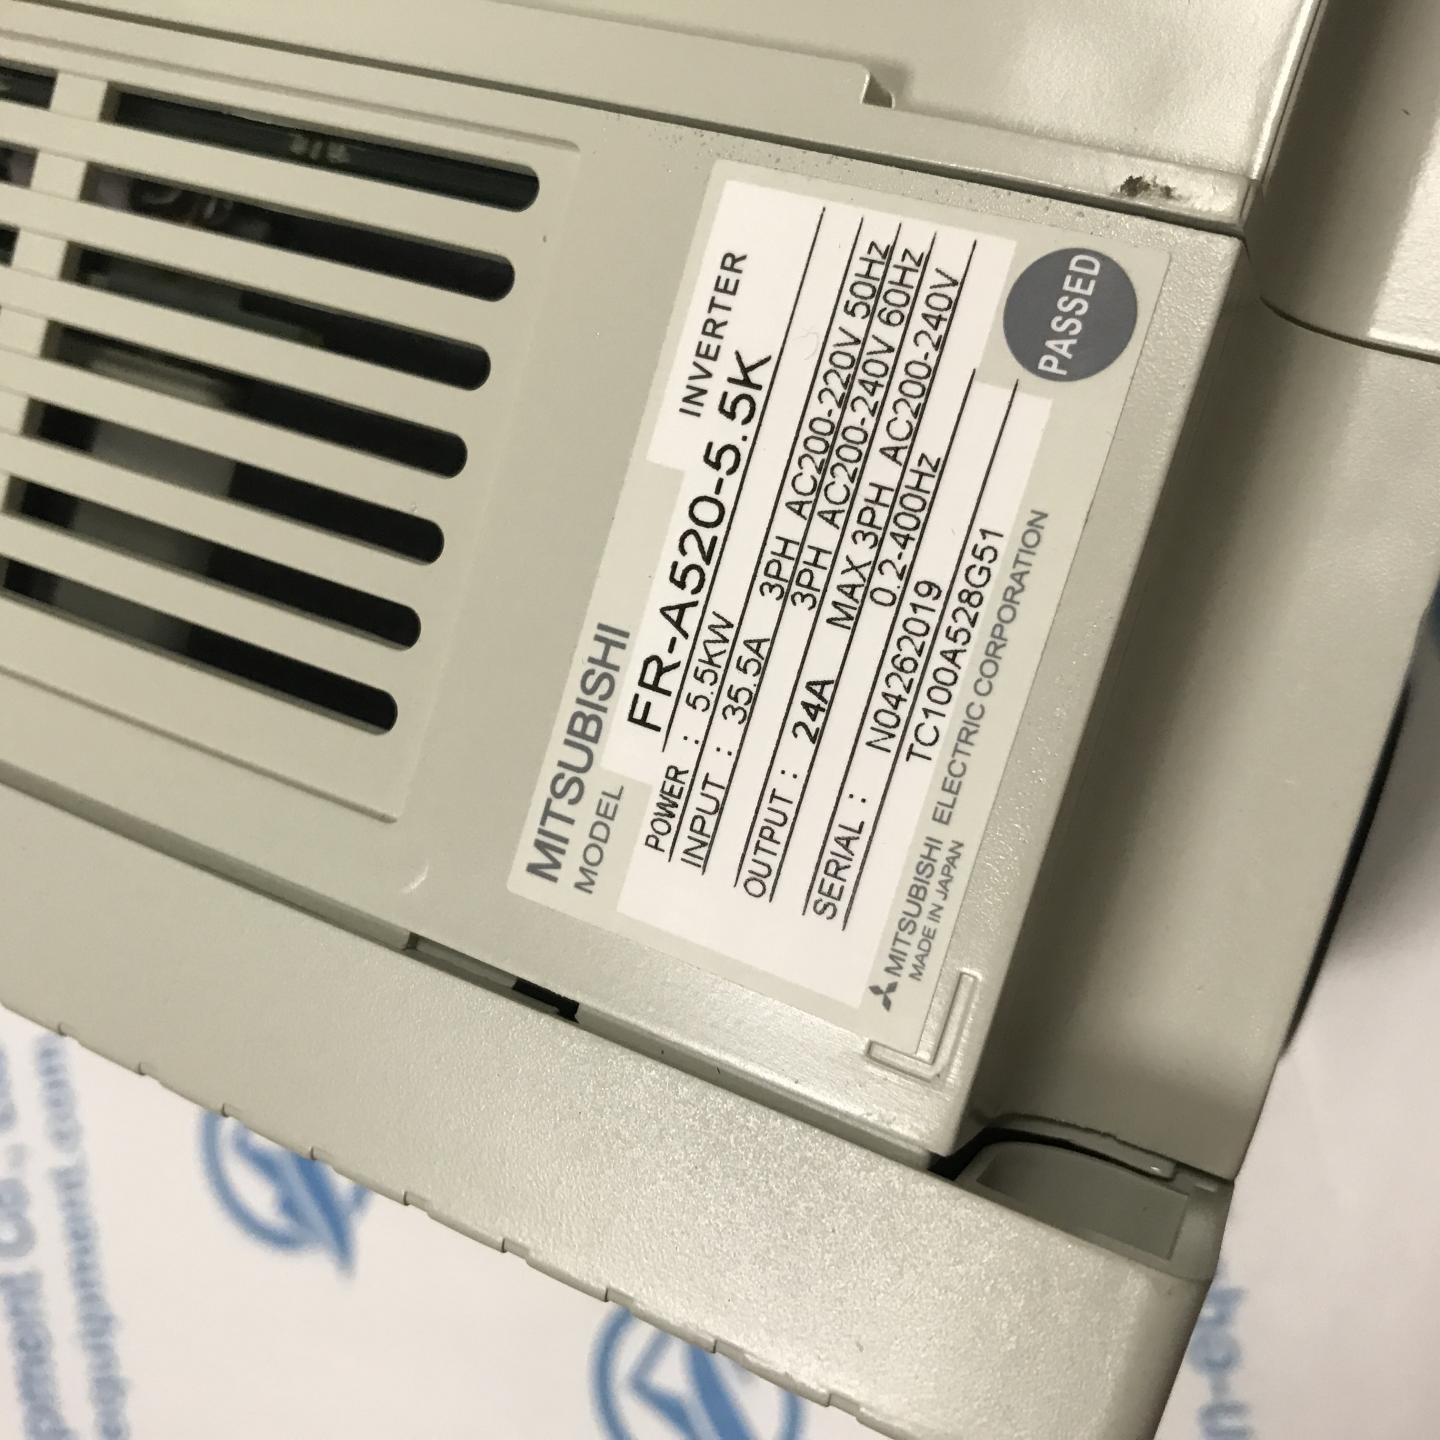 MITSUBISHI INVERTER
MODEL FR-A520-5.5K
POWER : 5.5KW
INPUT : 35.5A 3PH AC200-220V 50Hz
3PH AC200-240V 60Hz
OUTPUT : 24A MAX 3PH AC200-240V
0.2-400Hz
SERIAL : N04262019
TC100A528G51
MITSUBISHI ELECTRIC CORPORATION
MADE IN JAPAN
PASSED